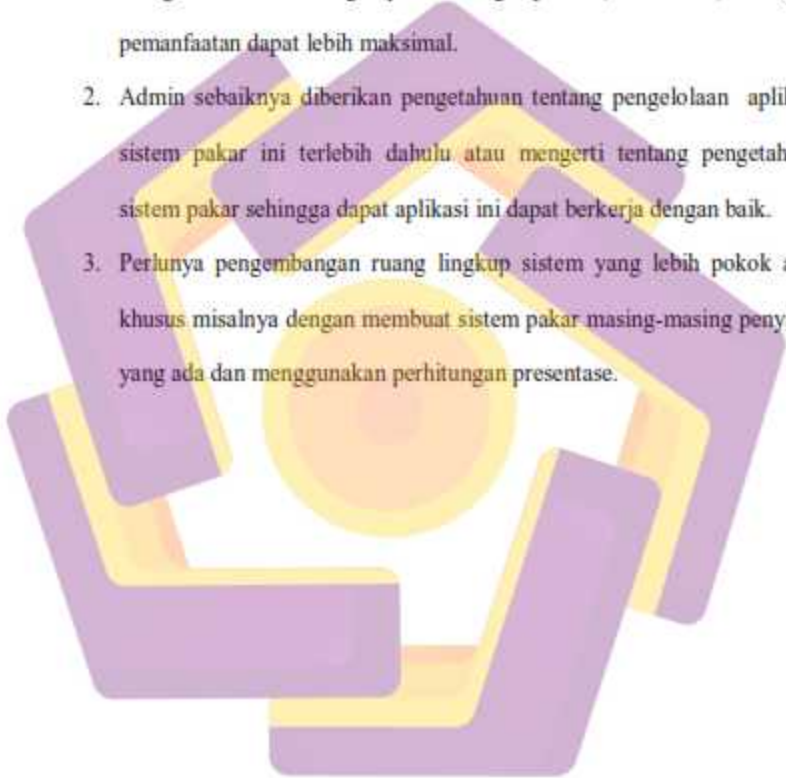 pemanfaatan dapat lebih maksimal.
2. Admin sebaiknya diberikan pengetahuan tentang pengelolaan
sistem pakar ini terlebih dahulu atau mengerti tentang
sistem pakar sehingga dapat aplikasi ini dapat berkerja dengan baik.
3. Perlunya pengembangan ruang lingkup sistem yang lebih pokok
khusus misalnya dengan membuat sistem pakar masing-masing
yang ada dan menggunakan perhitungan presentase.